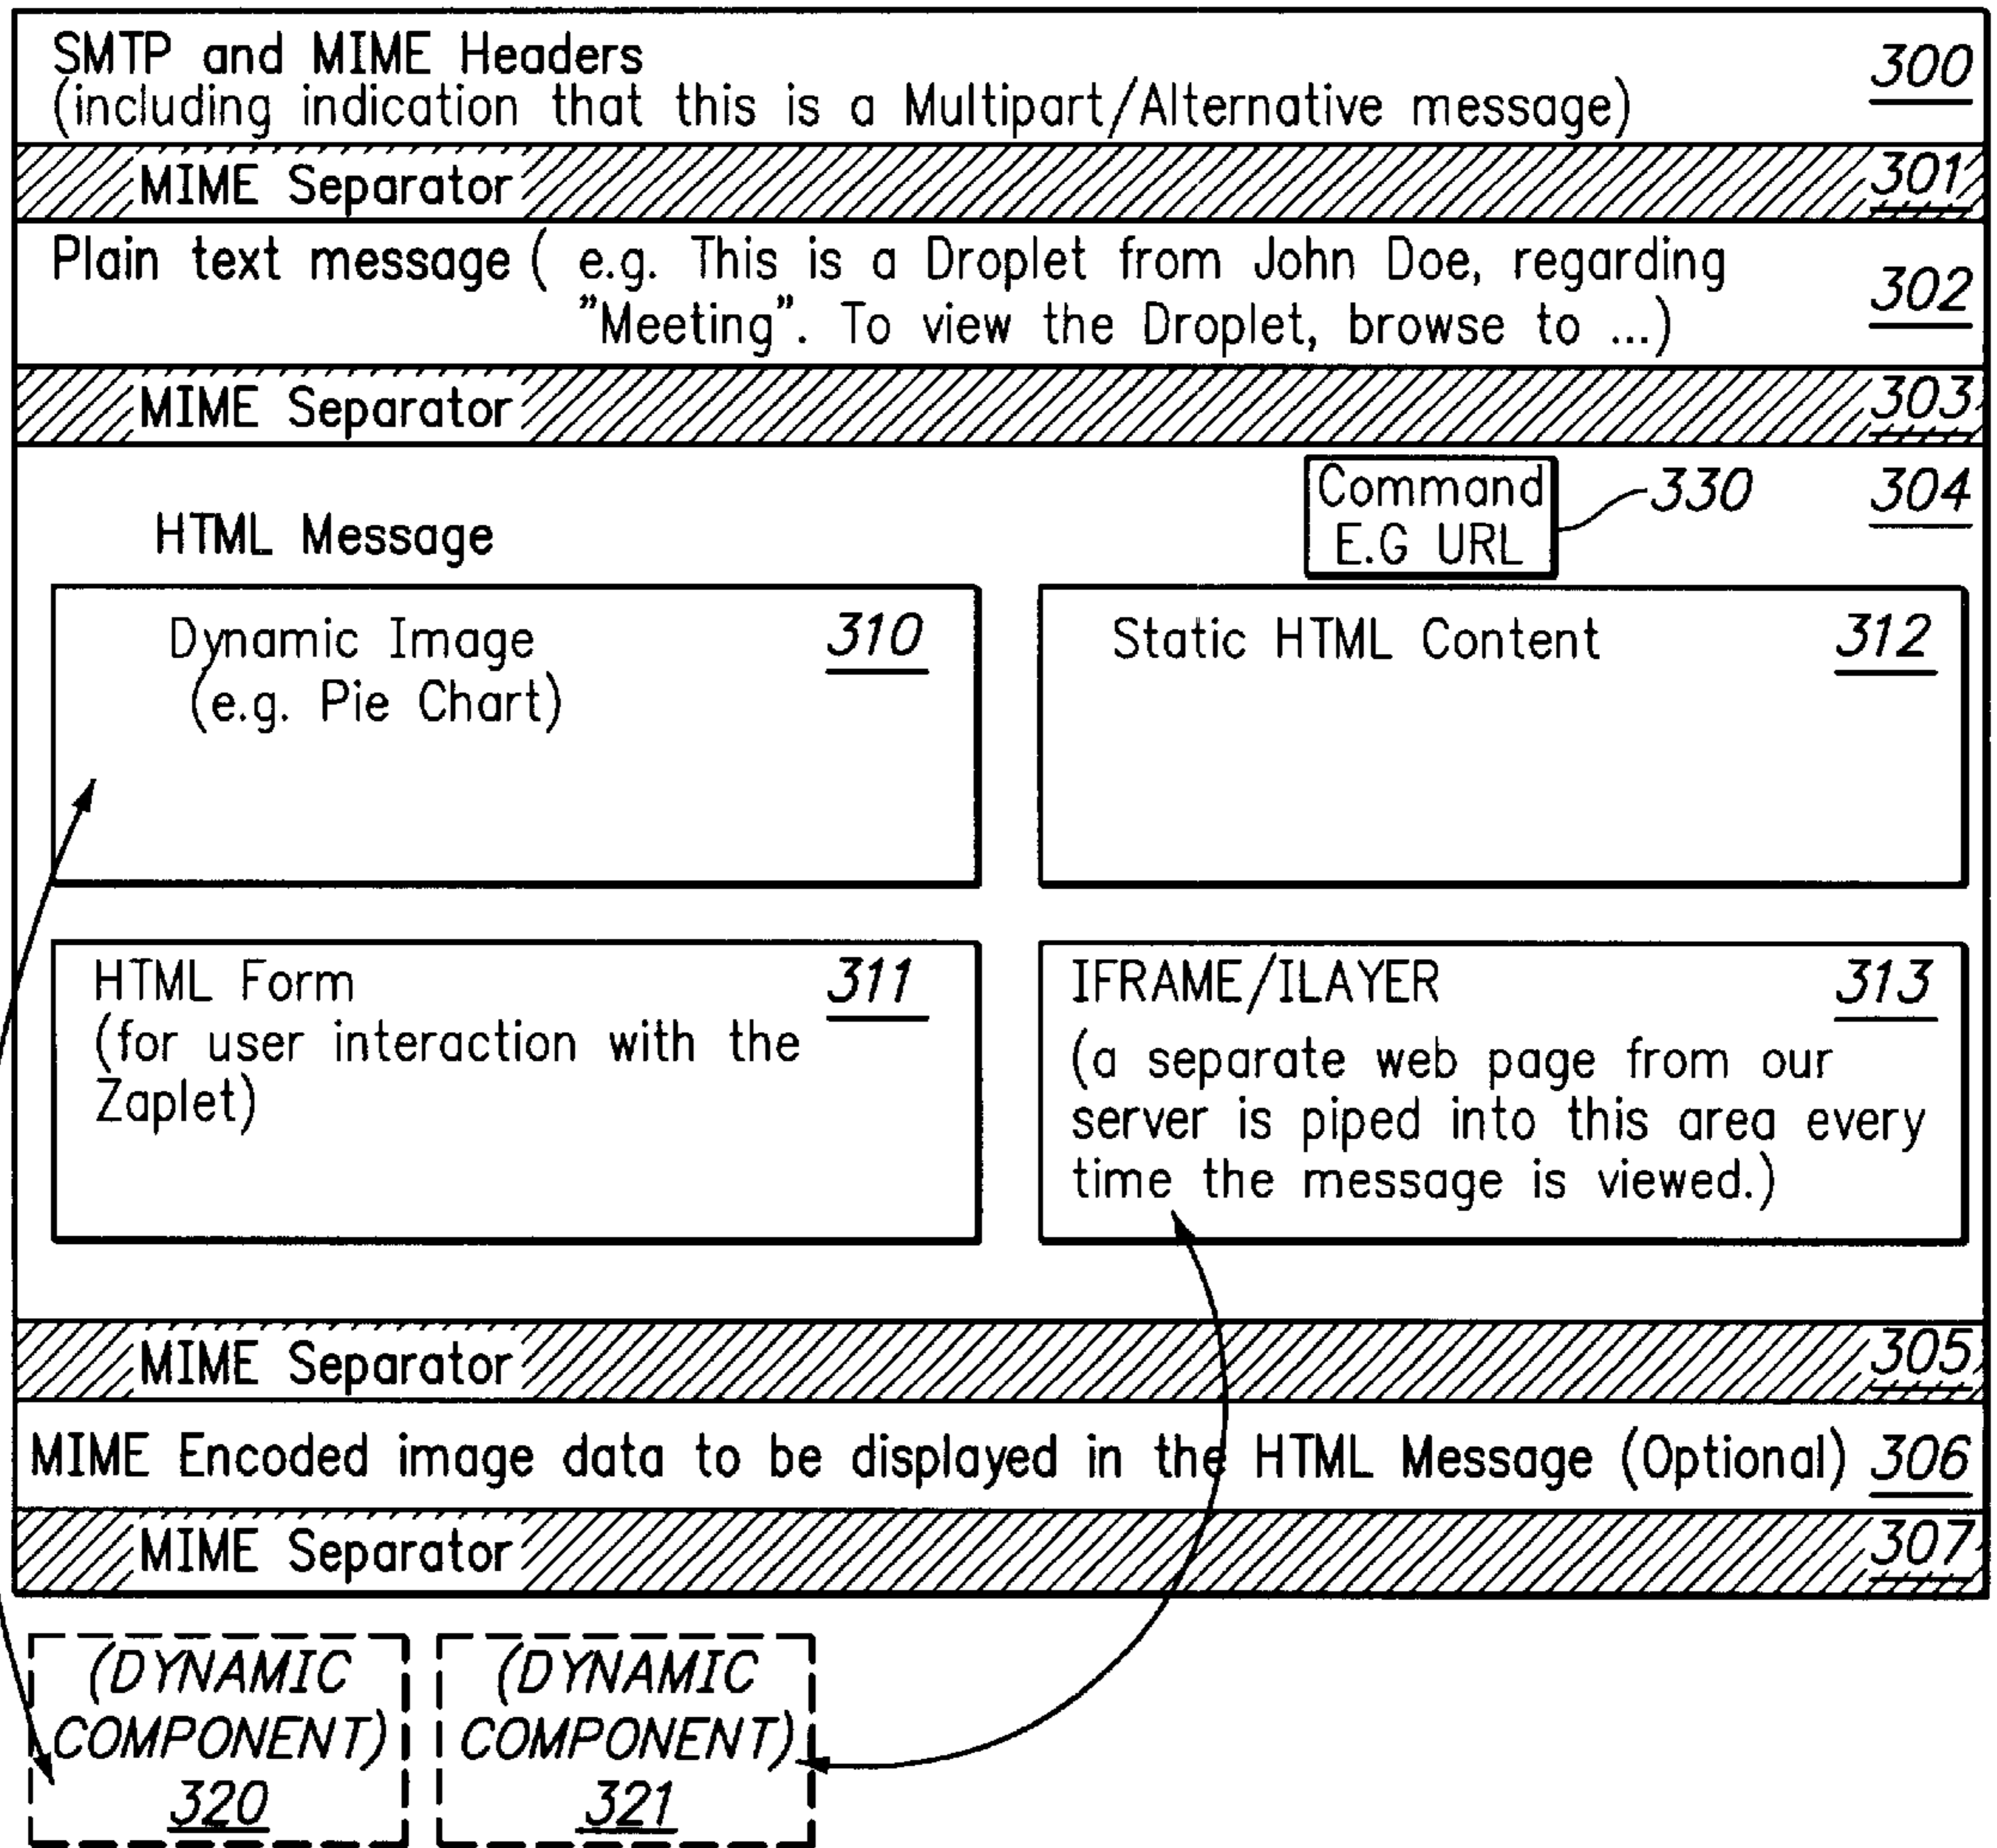 SMTP and MIME Headers 300
(including indication that this is a Multipart/Alternative message)
MIME Separator 301
Plain text message ( e.g. This is a Droplet from John Doe, regarding 302
"Meeting". To view the Droplet, browse to ...)
MIME Separator 303
Command 330 304
E.G URL
HTML Message
Dynamic Image 310
(e.g. Pie Chart)
Static HTML Content 312
HTML Form 311
(for user interaction with the
Zaplet)
IFRAME/ILAYER 313
(a separate web page from our
server is piped into this area every
time the message is viewed.)
MIME Separator 305
MIME Encoded image data to be displayed in the HTML Message (Optional) 306
MIME Separator 307
(DYNAMIC
COMPONENT)
320
(DYNAMIC
COMPONENT)
321